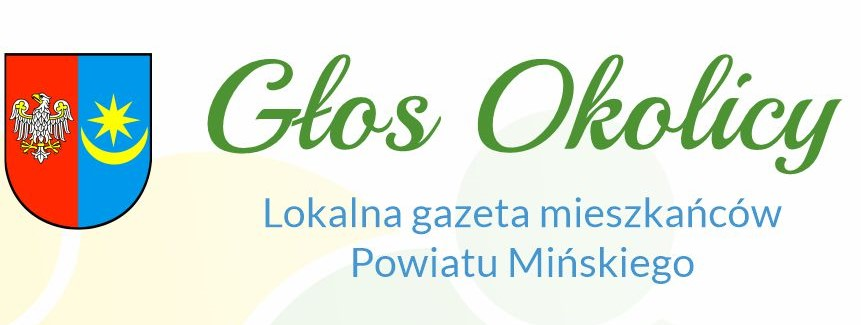 Głos Okolicy
Lokalna gazeta mieszkańców
Powiatu Mińskiego